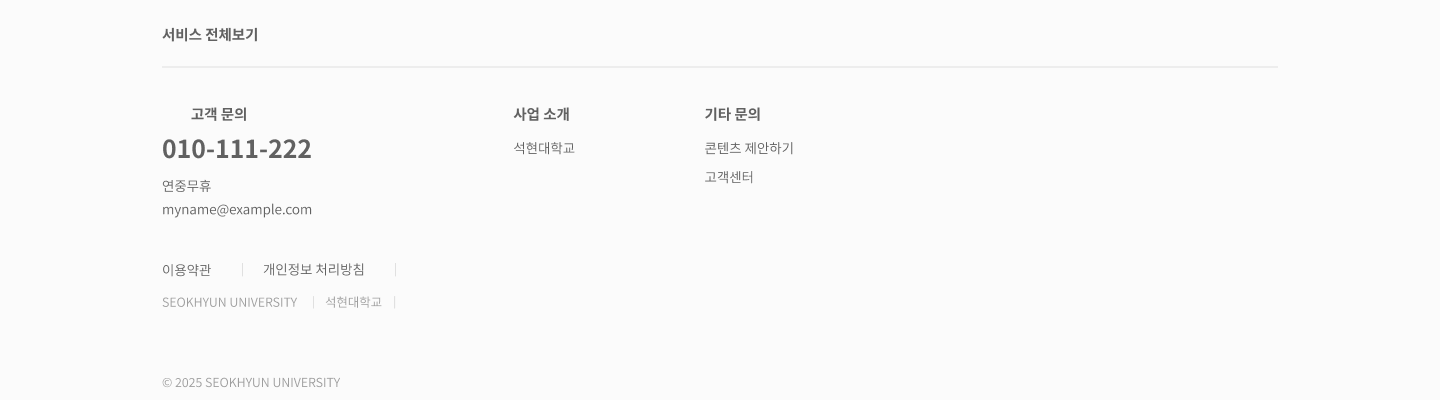 서비스 전체보기
고객 문의
010-111-222
연중무휴
myname@example.com
사업 소개
석현대학교
기타 문의
콘텐츠 제안하기
고객센터
이용약관 | 개인정보 처리방침 |
SEOKHYUN UNIVERSITY | 석현대학교 |
© 2025 SEOKHYUN UNIVERSITY